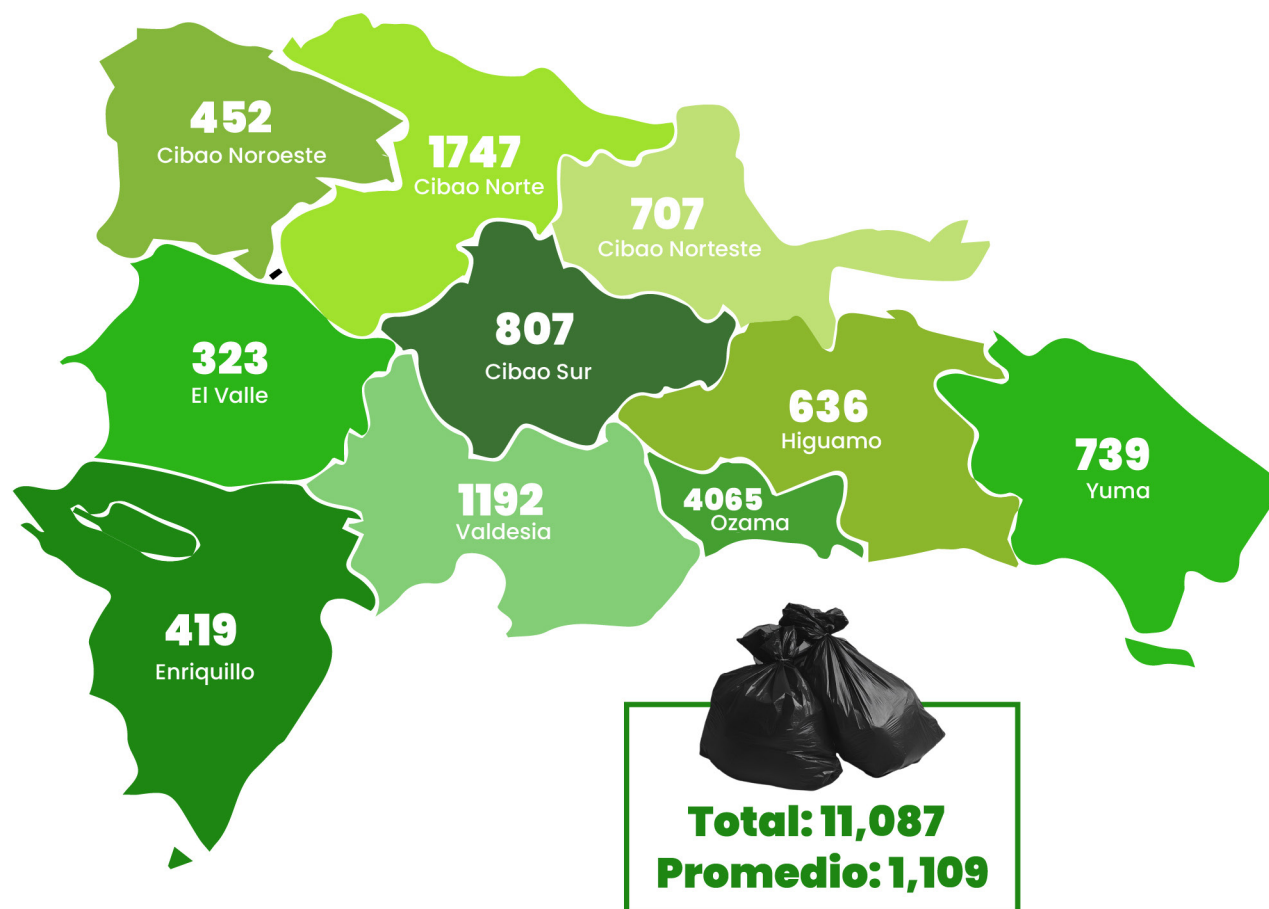 452
Cibao Noroeste
1747
Cibao Norte
707
Cibao Norteste
807
Cibao Sur
323
El Valle
636
Higuamo
739
Yuma
1192
Valdesia
4065
Ozama
419
Enriquillo
Total: 11,087
Promedio: 1,109